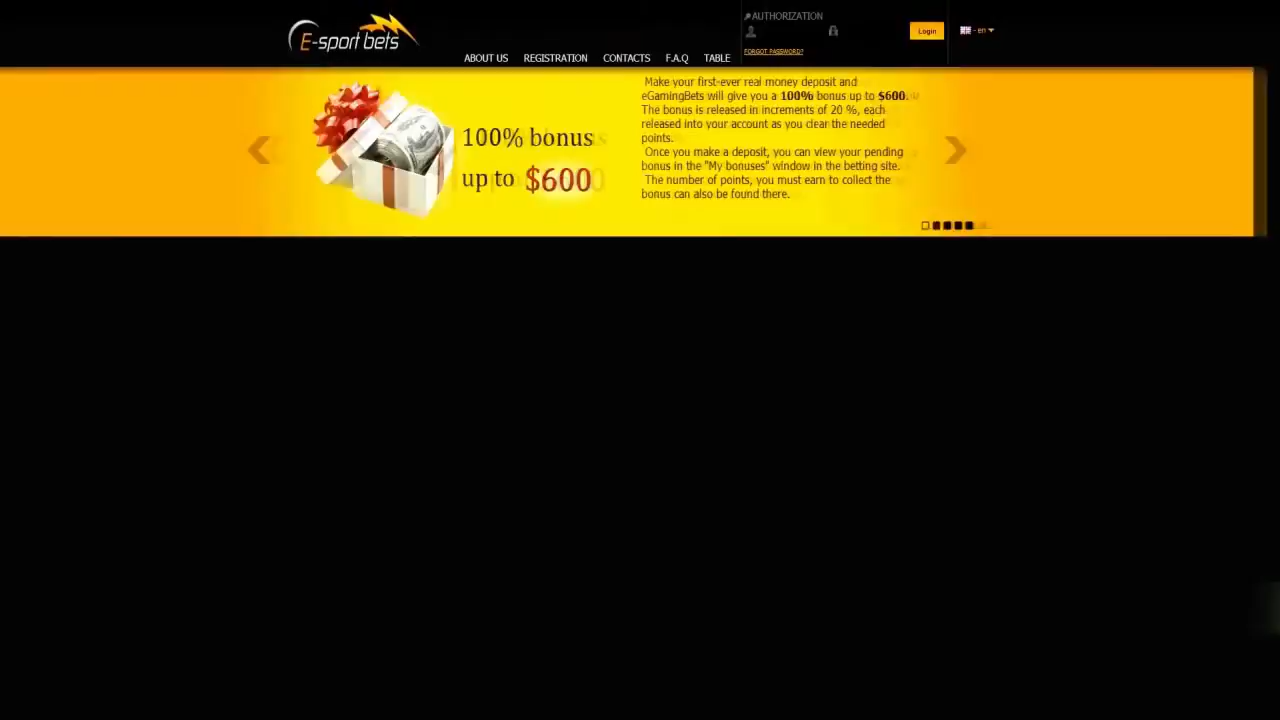 E-sport bets
ABOUT US REGISTRATION CONTACTS F.A.Q TABLE
AUTHORIZATION
FORGOT PASSWORD?
Login
- en
100% bonus
up to $600
Make your first-ever real money deposit and
eGamingBets will give you a 100% bonus up to $600.
The bonus is released in increments of 20 %, each
released into your account as you clear the needed
points.
Once you make a deposit, you can view your pending
bonus in the "My bonuses" window in the betting site.
The number of points, you must earn to collect the
bonus can also be found there.